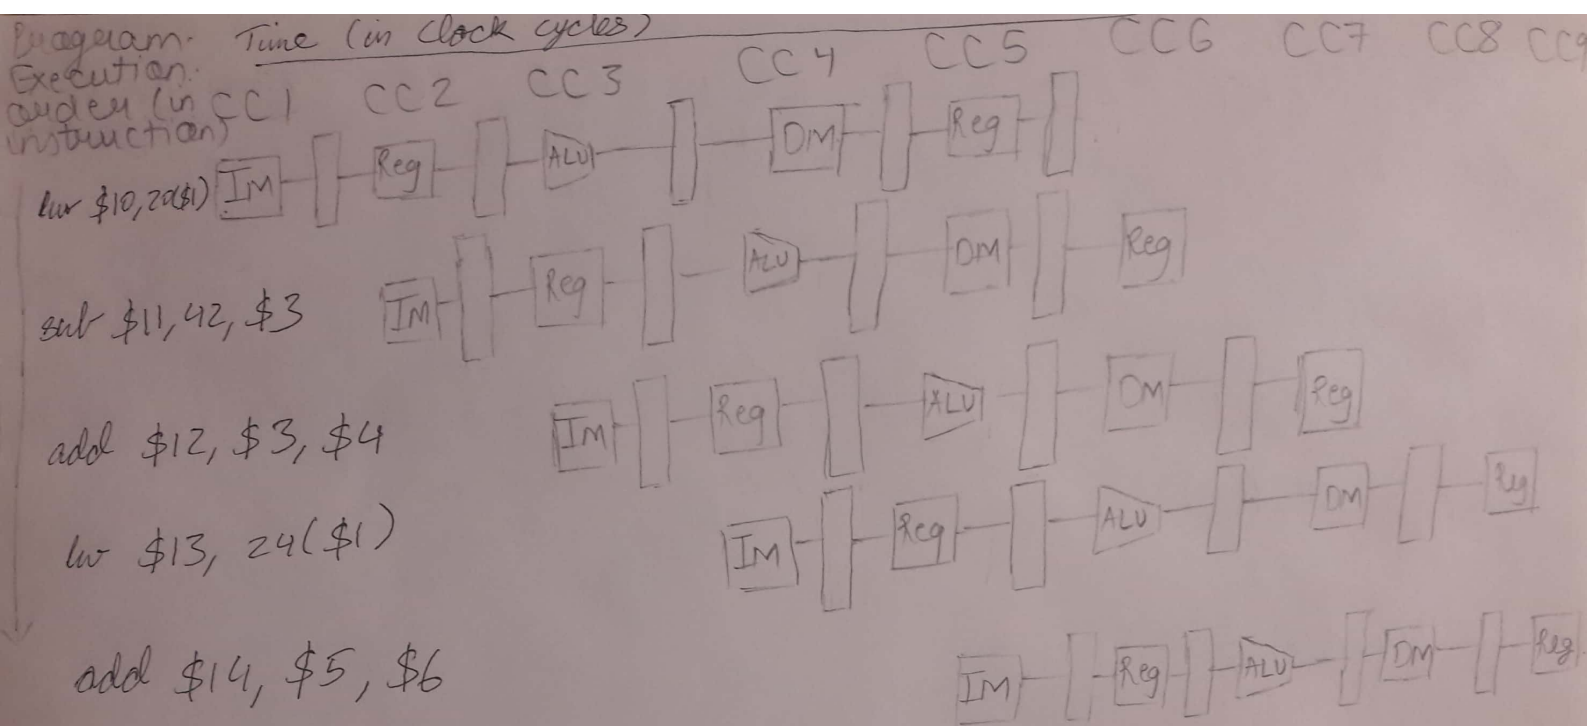 Diagram. Time (in clock cycles)
Execution.
order (in
instruction)
CC1 CC2 CC3 CC4 CC5 CC6 CC7 CC8 CC9
lw $10,20($1) IM Reg ALU DM Reg
sub $11,42, $3 IM Reg ALU DM Reg
add $12, $3, $4 IM Reg ALU DM Reg
lw $13, 24($1) IM Reg ALU DM Reg
add $14, $5, $6 IM Reg ALU DM Reg